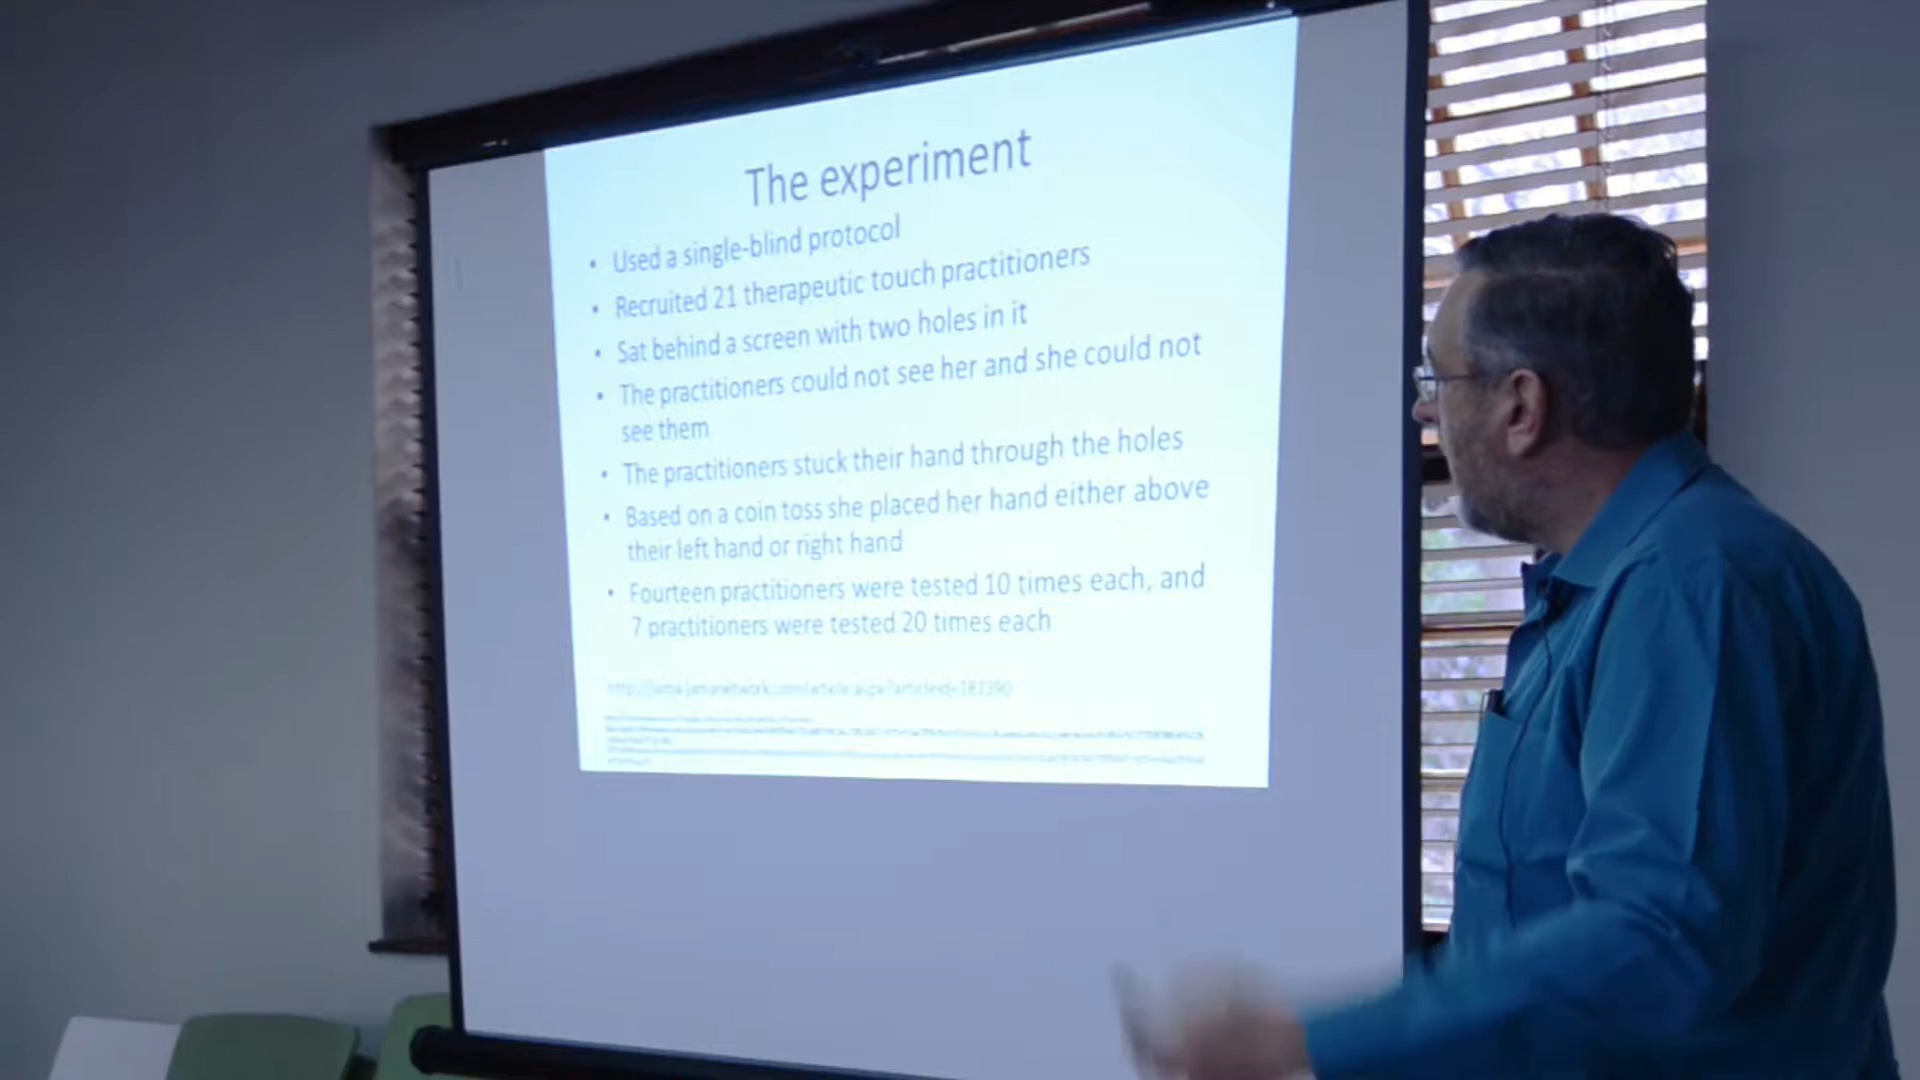 The experiment
• Used a single-blind protocol
• Recruited 21 therapeutic touch practitioners
• Sat behind a screen with two holes in it
• The practitioners could not see her and she could not
see them
• The practitioners stuck their hand through the holes
• Based on a coin toss she placed her hand either above
their left hand or right hand
• Fourteen practitioners were tested 10 times each, and
7 practitioners were tested 20 times each